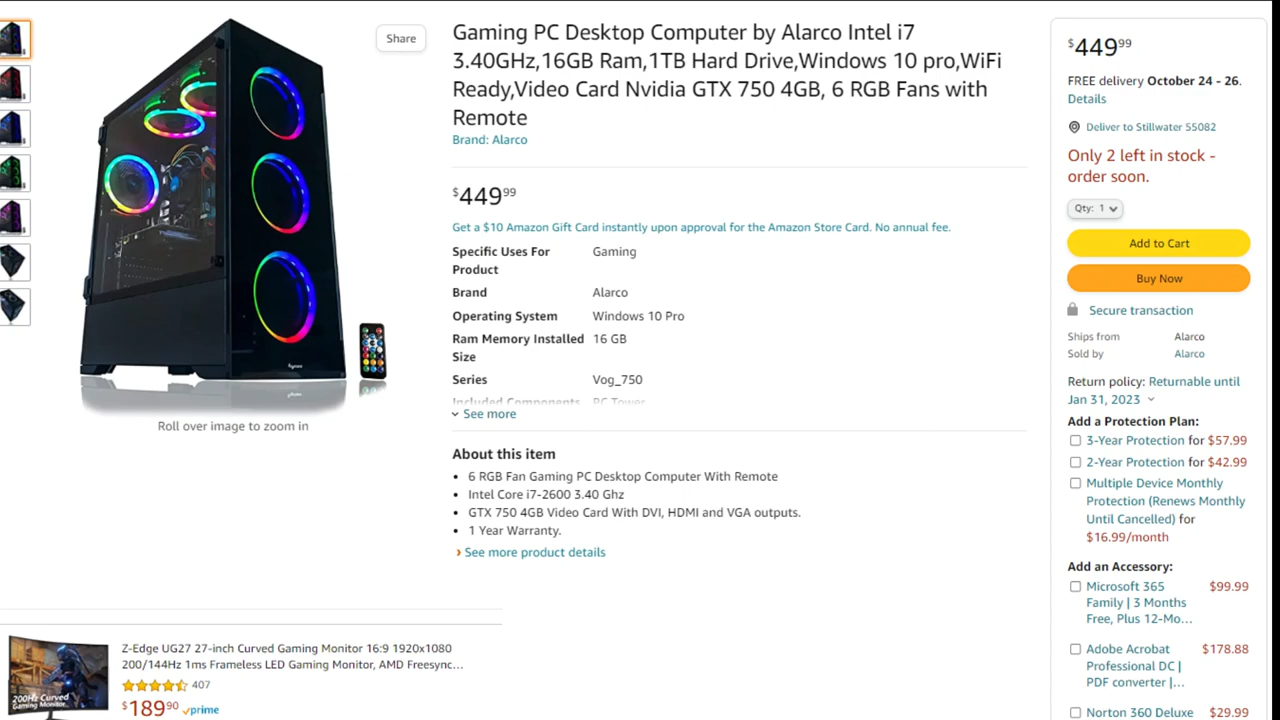 Share
Roll over image to zoom in
Gaming PC Desktop Computer by Alarco Intel i7
3.40GHz,16GB Ram,1TB Hard Drive,Windows 10 pro,WiFi
Ready,Video Card Nvidia GTX 750 4GB, 6 RGB Fans with
Remote
Brand: Alarco
$449.99
Get a $10 Amazon Gift Card instantly upon approval for the Amazon Store Card. No annual fee.
Specific Uses For Gaming
Product
Brand Alarco
Operating System Windows 10 Pro
Ram Memory Installed 16 GB
Size
Series Vog_750
Included Components PC Tower
See more
About this item
• 6 RGB Fan Gaming PC Desktop Computer With Remote
• Intel Core i7-2600 3.40 Ghz
• GTX 750 4GB Video Card With DVI, HDMI and VGA outputs.
• 1 Year Warranty.
› See more product details
200Hz Curved
Gaming Monitor
Z-Edge UG27 27-inch Curved Gaming Monitor 16:9 1920x1080
200/144Hz 1ms Frameless LED Gaming Monitor, AMD Freesync…
407
$189.90 prime
$449.99
FREE delivery October 24 - 26.
Details
Deliver to Stillwater 55082
Only 2 left in stock -
order soon.
Qty: 1
Add to Cart
Buy Now
Secure transaction
Ships from Alarco
Sold by Alarco
Return policy: Returnable until
Jan 31, 2023
Add a Protection Plan:
3-Year Protection for $57.99
2-Year Protection for $42.99
Multiple Device Monthly
Protection (Renews Monthly
Until Cancelled) for
$16.99/month
Add an Accessory:
Microsoft 365 $99.99
Family | 3 Months
Free, Plus 12-Mo…
Adobe Acrobat $178.88
Professional DC |
PDF converter |…
Norton 360 Deluxe $29.99